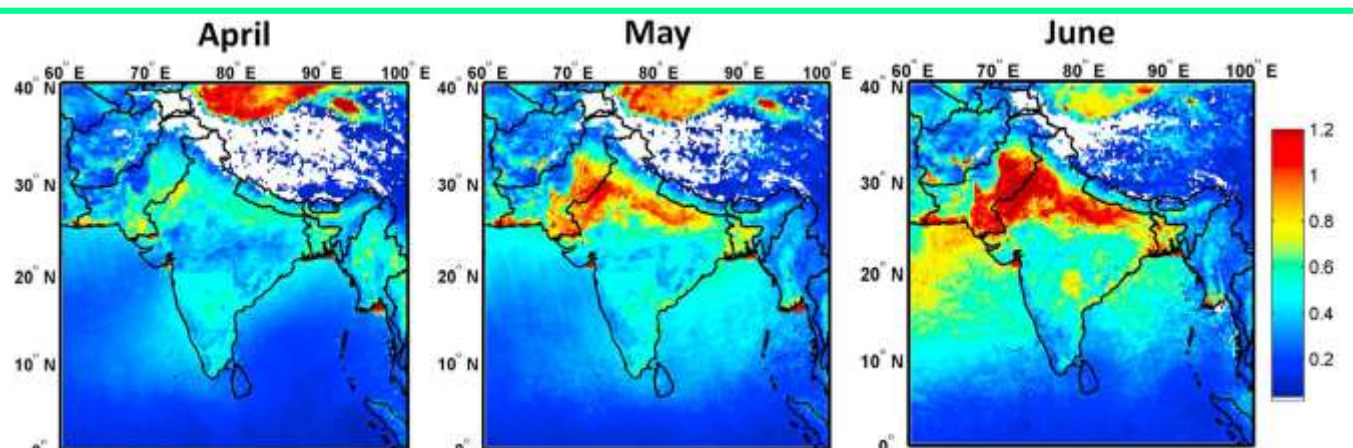 April May June
60° E 70° E 80° E 90° E 100° E 60° E 70° E 80° E 90° E 100° E 60° E 70° E 80° E 90° E 100° E
40° N 40° N 40° N
1.2
30° N 30° N 30° N
1
0.8
20° N 20° N 20° N
0.6
0.4
10° N 10° N 10° N
0.2